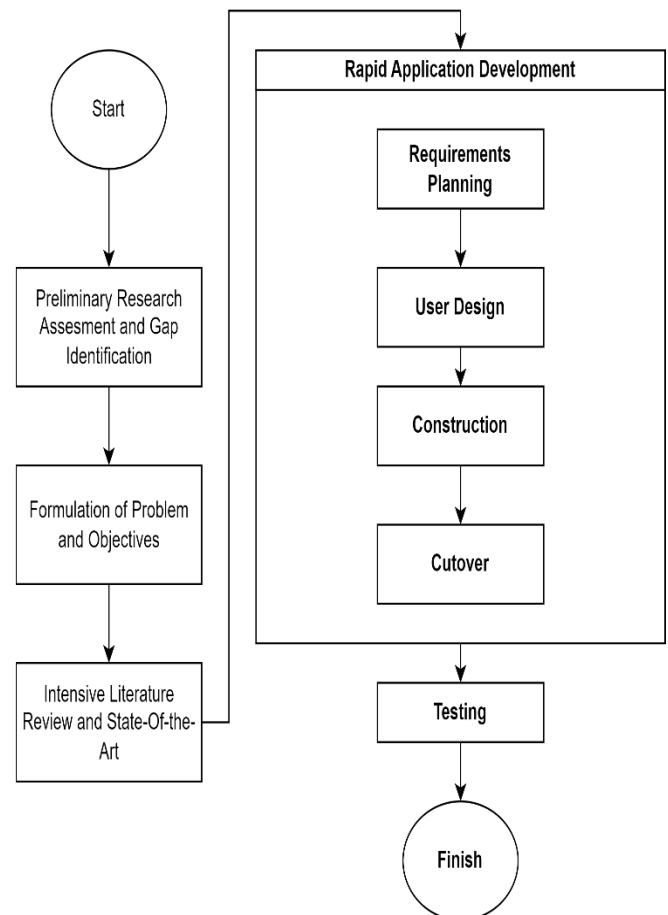 Start
Preliminary Research
Assesment and Gap
Identification
Formulation of Problem
and Objectives
Intensive Literature
Review and State-Of-the-
Art
Rapid Application Development
Requirements
Planning
User Design
Construction
Cutover
Testing
Finish